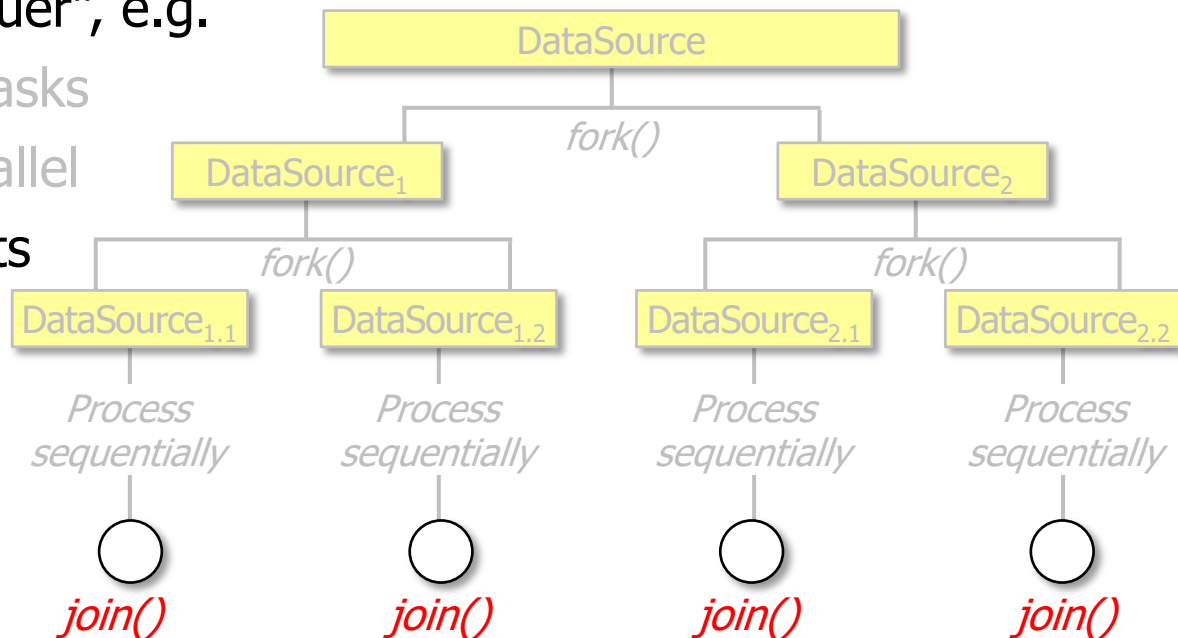 uer", e.g.
DataSource
asks
fork()
allel
DataSource₁
DataSource₂
ts
fork()
fork()
DataSource₁.₁
DataSource₁.₂
DataSource₂.₁
DataSource₂.₂
Process
sequentially
Process
sequentially
Process
sequentially
Process
sequentially
join()
join()
join()
join()